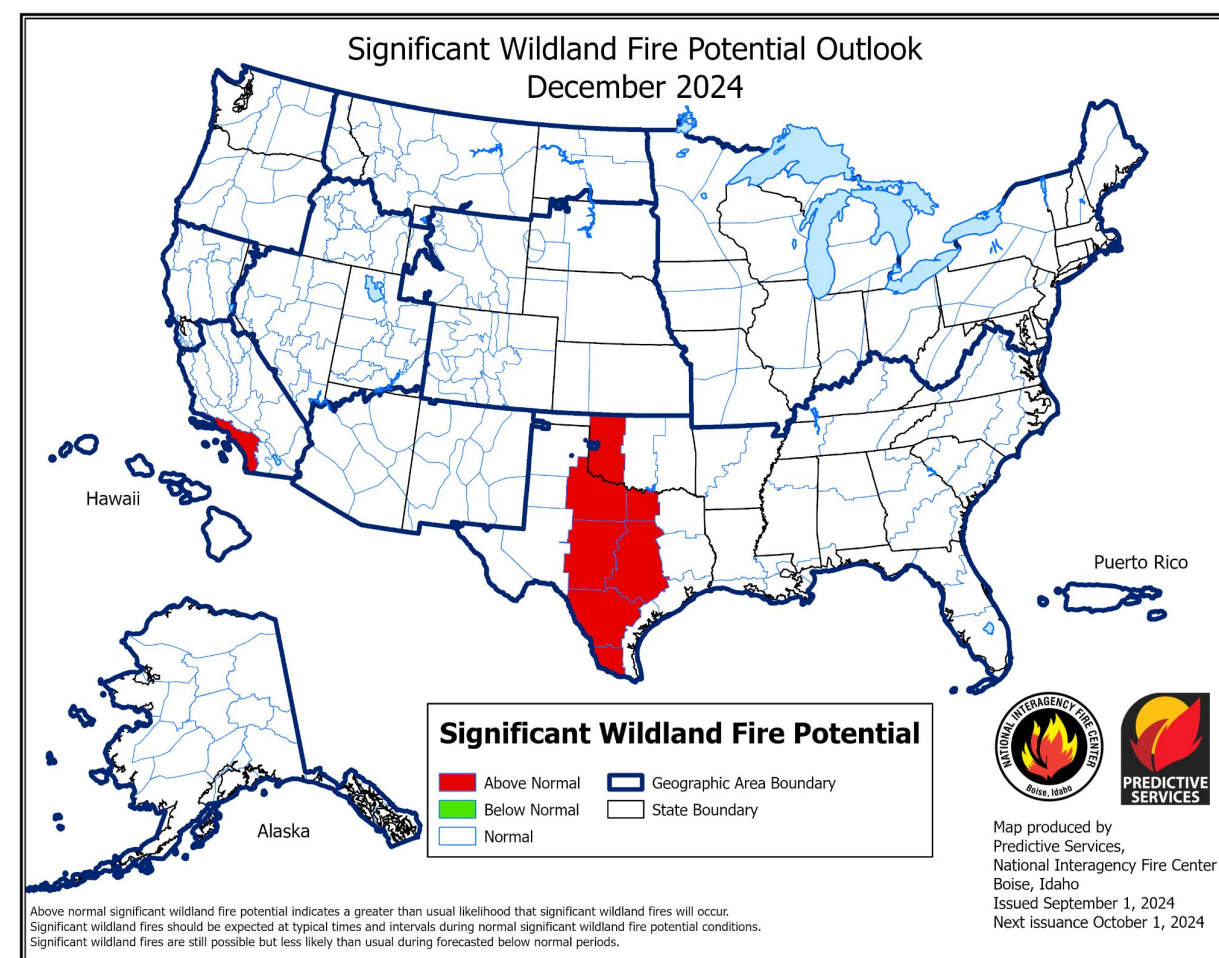 Significant Wildland Fire Potential Outlook
December 2024
Hawaii
Puerto Rico
Alaska
Significant Wildland Fire Potential
Above Normal
Below Normal
Normal
Geographic Area Boundary
State Boundary
NATIONAL INTERAGENCY FIRE CENTER
Boise, Idaho
PREDICTIVE
SERVICES
Map produced by
Predictive Services,
National Interagency Fire Center
Boise, Idaho
Issued September 1, 2024
Next issuance October 1, 2024
Above normal significant wildland fire potential indicates a greater than usual likelihood that significant wildland fires will occur.
Significant wildland fires should be expected at typical times and intervals during normal significant wildland fire potential conditions.
Significant wildland fires are still possible but less likely than usual during forecasted below normal periods.